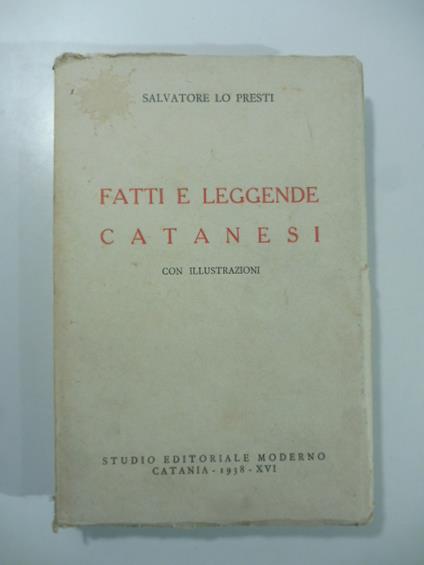 SALVATORE LO PRESTI
FATTI E LEGGENDE
CATANESI
CON ILLUSTRAZIONI
STUDIO EDITORIALE MODERNO
CATANIA - 1938 - XVI